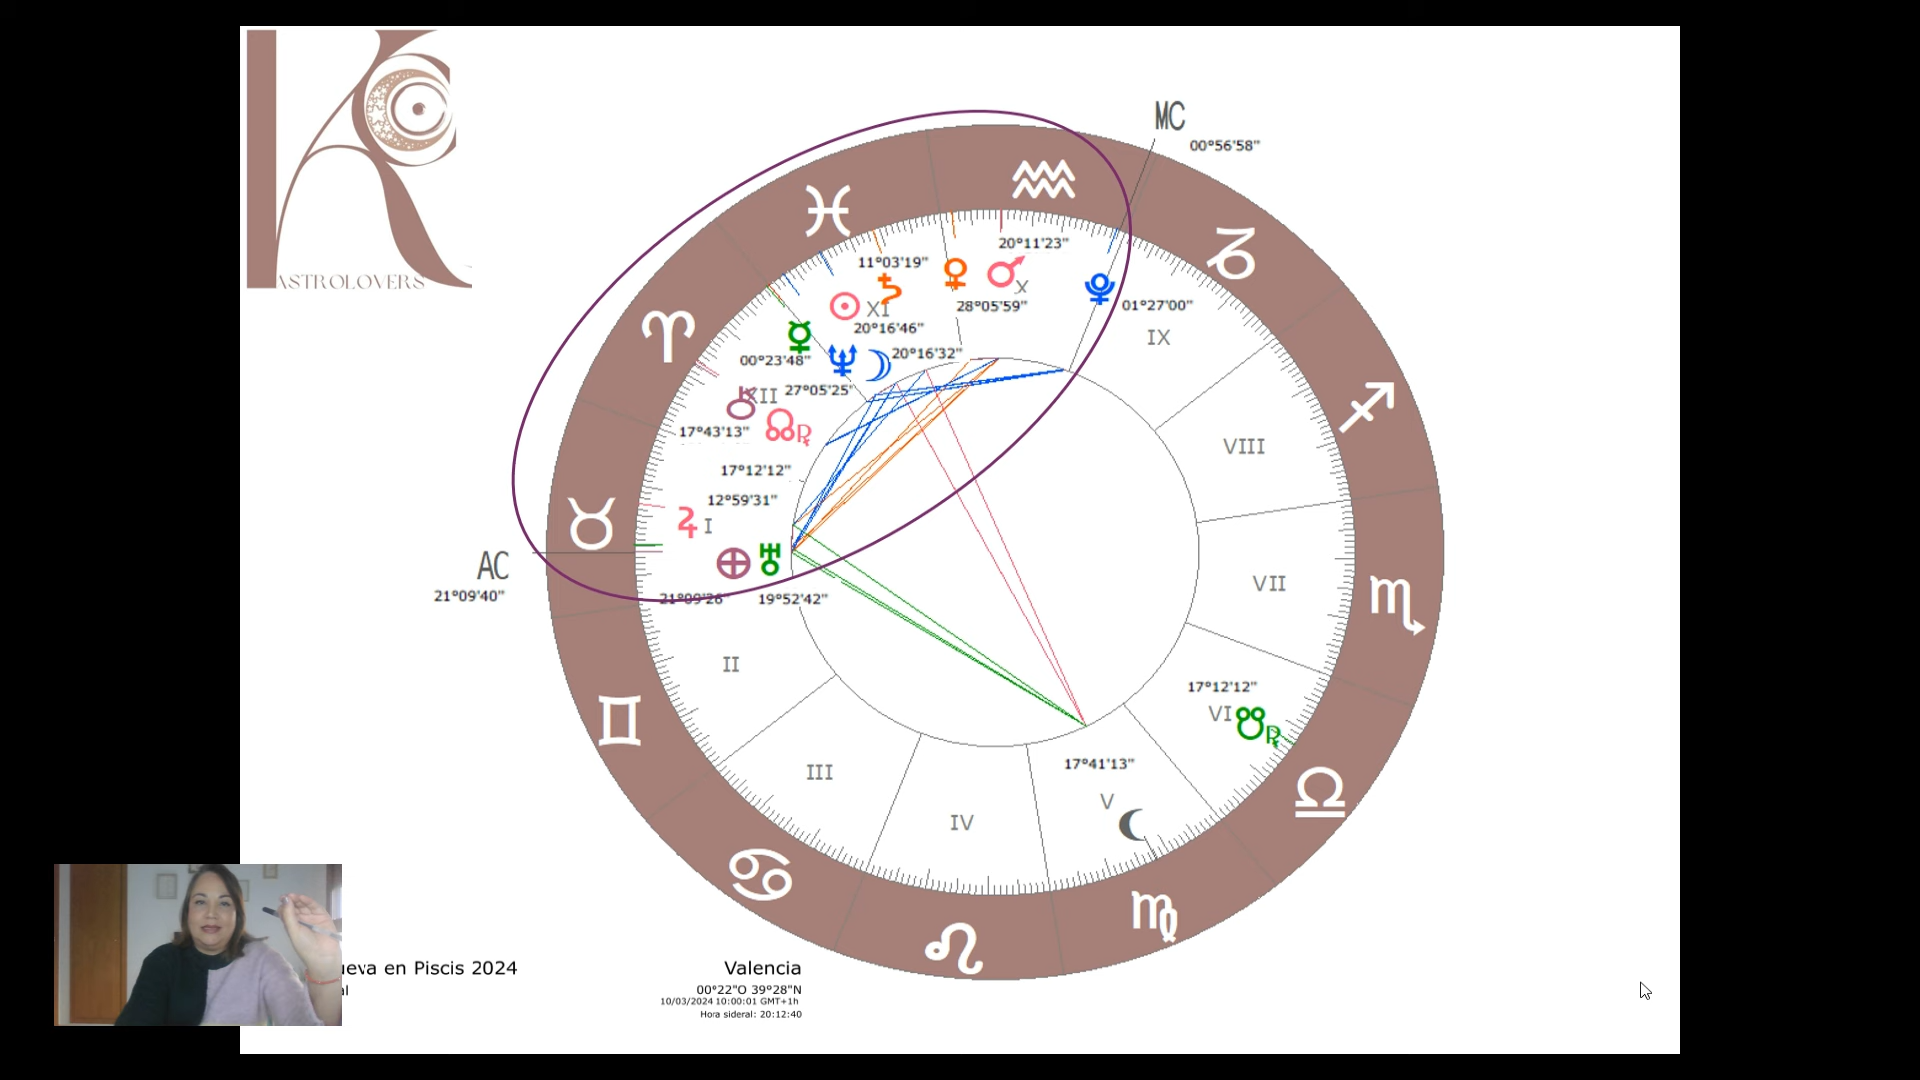 ASTROLOVERS
MC
00°56'58"
20°11'23"
11°03'19"
X
28°05'59"
01°27'00"
XI
IX
20°16'46"
20°16'32"
00°23'48"
27°05'25"
XII
17°43'13"
17°12'12"
12°59'31"
I
VIII
AC
21°09'40"
21°09'26"
19°52'42"
VII
II
17°12'12"
VI
III
17°41'13"
V
IV
ueva en Piscis 2024
al
Valencia
00°22"O 39°28"N
10/03/2024 10:00:01 GMT+1h
Hora sideral: 20:12:40